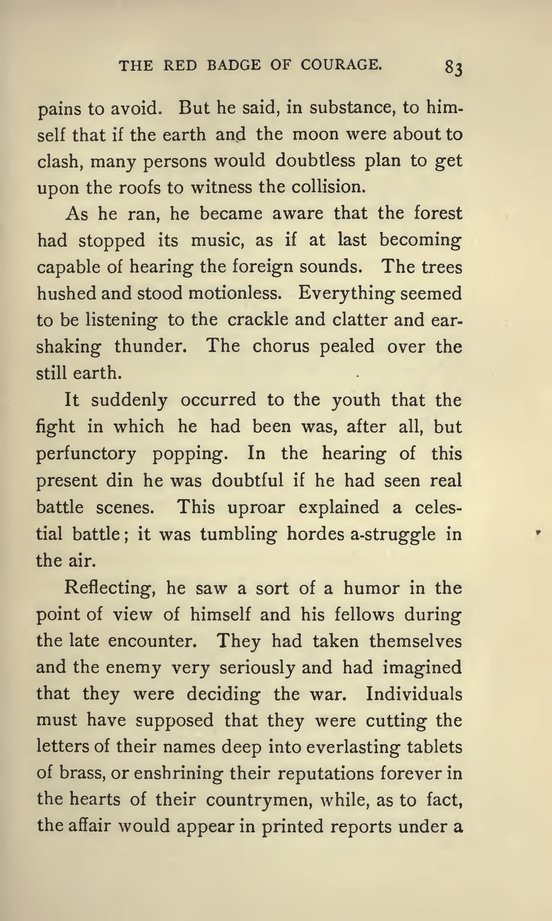 THE RED BADGE OF COURAGE. 83
pains to avoid. But he said, in substance, to him-
self that if the earth and the moon were about to
clash, many persons would doubtless plan to get
upon the roofs to witness the collision.
As he ran, he became aware that the forest
had stopped its music, as if at last becoming
capable of hearing the foreign sounds. The trees
hushed and stood motionless. Everything seemed
to be listening to the crackle and clatter and ear-
shaking thunder. The chorus pealed over the
still earth.
It suddenly occurred to the youth that the
fight in which he had been was, after all, but
perfunctory popping. In the hearing of this
present din he was doubtful if he had seen real
battle scenes. This uproar explained a celes-
tial battle; it was tumbling hordes a-struggle in
the air.
Reflecting, he saw a sort of a humor in the
point of view of himself and his fellows during
the late encounter. They had taken themselves
and the enemy very seriously and had imagined
that they were deciding the war. Individuals
must have supposed that they were cutting the
letters of their names deep into everlasting tablets
of brass, or enshrining their reputations forever in
the hearts of their countrymen, while, as to fact,
the affair would appear in printed reports under a